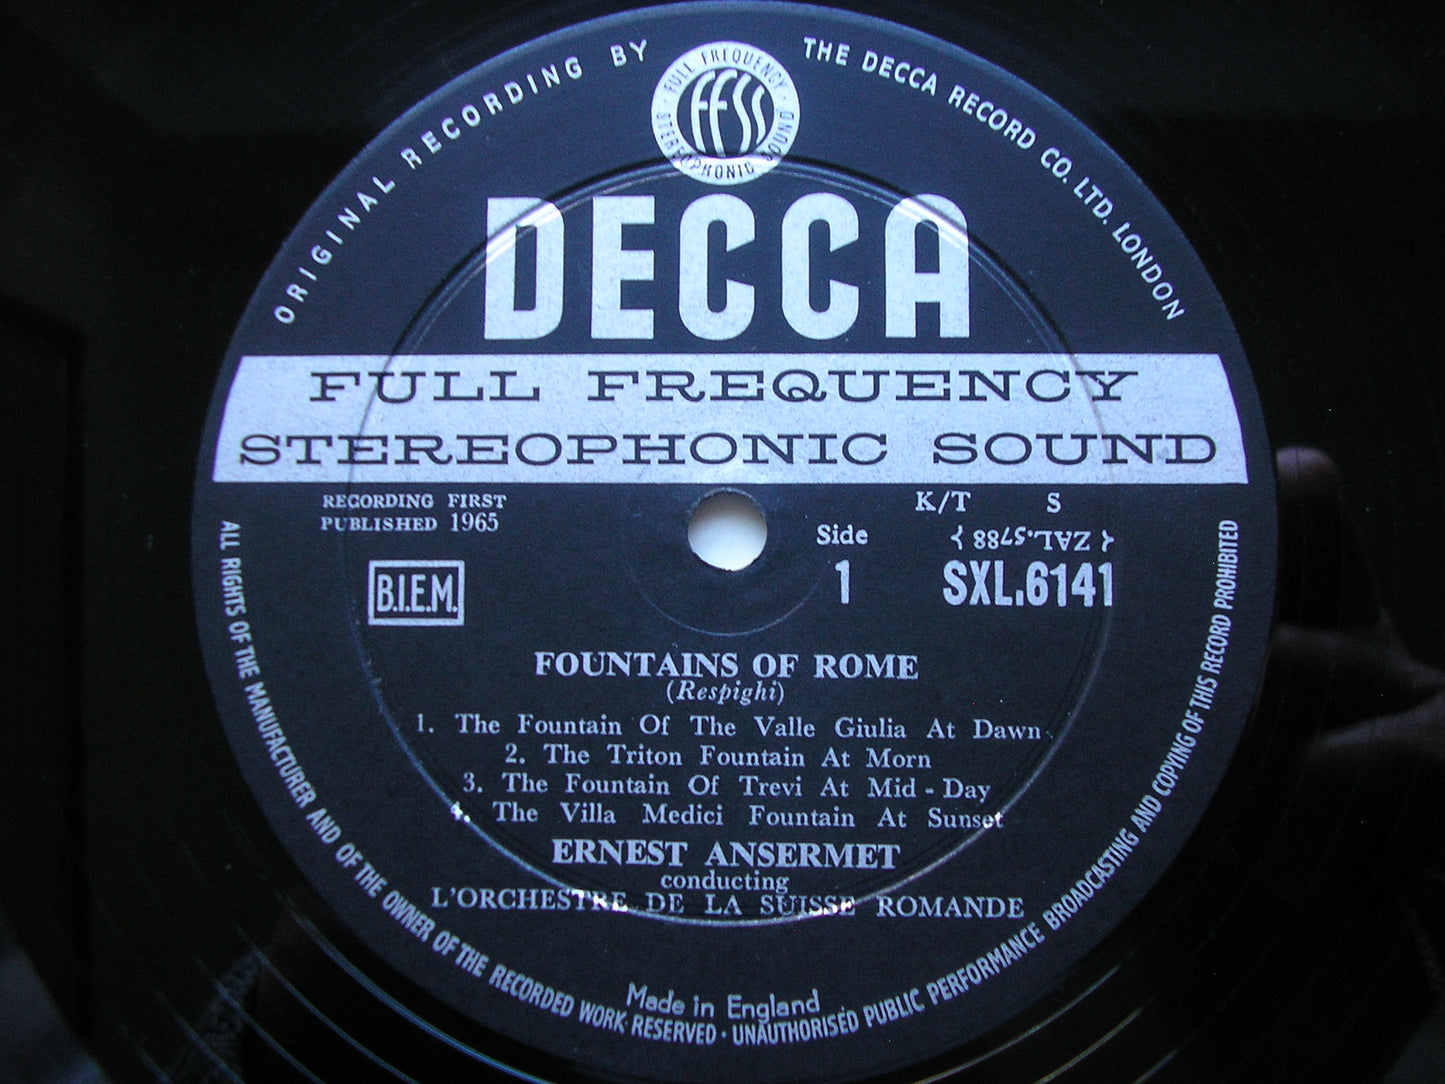 ORIGINAL RECORDING BY
THE DECCA RECORD CO. LTD. LONDON
FULL FREQUENCY
FFSS
STEREOPHONIC SOUND
DECCA
FULL FREQUENCY
STEREOPHONIC SOUND
RECORDING FIRST
PUBLISHED 1965
K/T S
Side
{ ZAL.5788 }
1
SXL.6141
B.I.E.M.
FOUNTAINS OF ROME
(Respighi)
1. The Fountain Of The Valle Giulia At Dawn
2. The Triton Fountain At Morn
3. The Fountain Of Trevi At Mid - Day
4. The Villa Medici Fountain At Sunset
ERNEST ANSERMET
conducting
L'ORCHESTRE DE LA SUISSE ROMANDE
Made in England
ALL RIGHTS OF THE MANUFACTURER AND OF THE OWNER OF THE RECORDED WORK RESERVED · UNAUTHORISED PUBLIC PERFORMANCE BROADCASTING AND COPYING OF THIS RECORD PROHIBITED